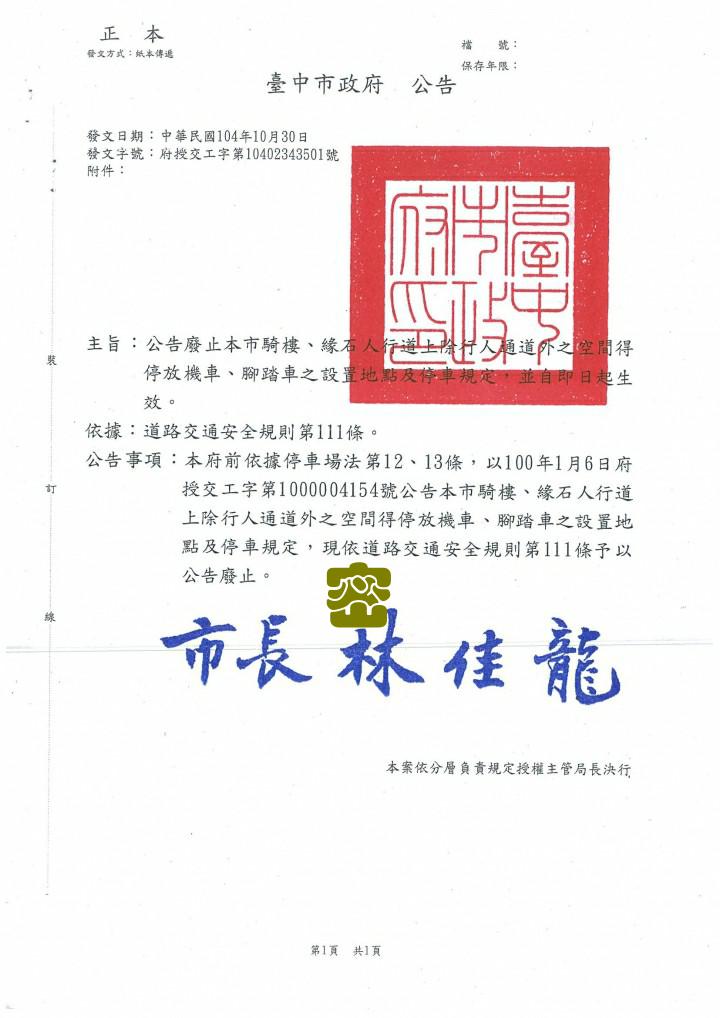 正本
發文方式：紙本傳遞
檔　　號：
保存年限：
臺中市政府　公告
發文日期：中華民國104年10月30日
發文字號：府授交工字第10402343501號
附件：
臺中市政府印
主旨：公告廢止本市騎樓、緣石人行道上除行人通道外之空間得
停放機車、腳踏車之設置地點及停車規定，並自即日起生
效。
依據：道路交通安全規則第111條。
公告事項：本府前依據停車場法第12、13條，以100年1月6日府
授交工字第1000004154號公告本市騎樓、緣石人行道
上除行人通道外之空間得停放機車、腳踏車之設置地
點及停車規定，現依道路交通安全規則第111條予以
公告廢止。
市長林佳龍
本案依分層負責規定授權主管局長決行
裝
訂
線
第1頁　共1頁